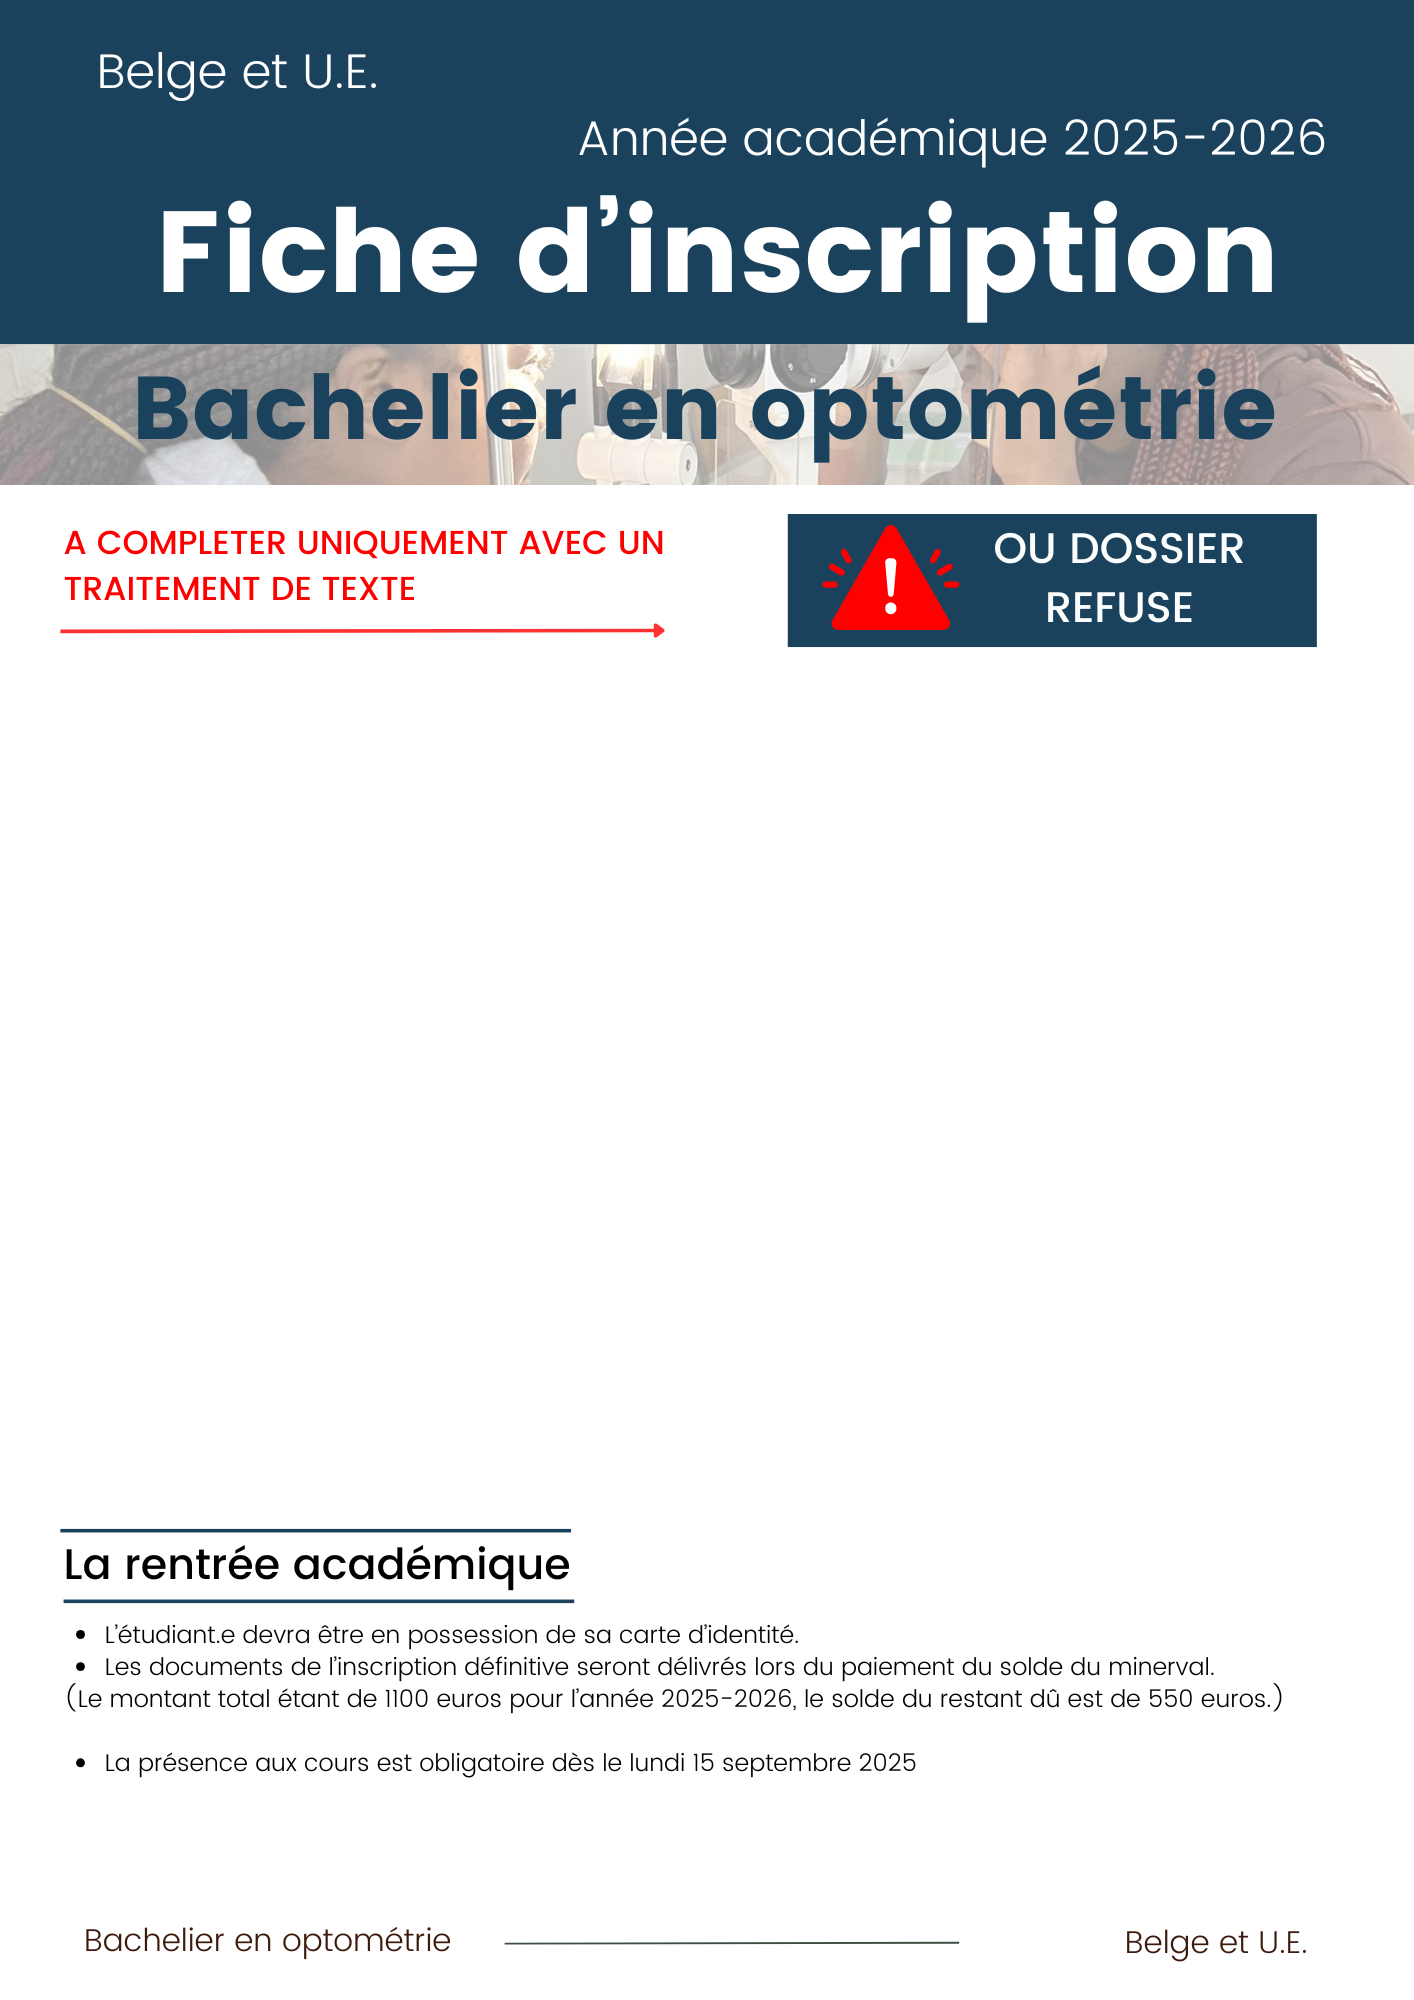 Belge et U.E.
Année académique 2025-2026
Fiche d’inscription
Bachelier en optométrie
A COMPLETER UNIQUEMENT AVEC UN
TRAITEMENT DE TEXTE
OU DOSSIER
REFUSE
La rentrée académique
• L’étudiant.e devra être en possession de sa carte d’identité.
• Les documents de l’inscription définitive seront délivrés lors du paiement du solde du minerval.
(Le montant total étant de 1100 euros pour l’année 2025-2026, le solde du restant dû est de 550 euros.)
• La présence aux cours est obligatoire dès le lundi 15 septembre 2025
Bachelier en optométrie
Belge et U.E.